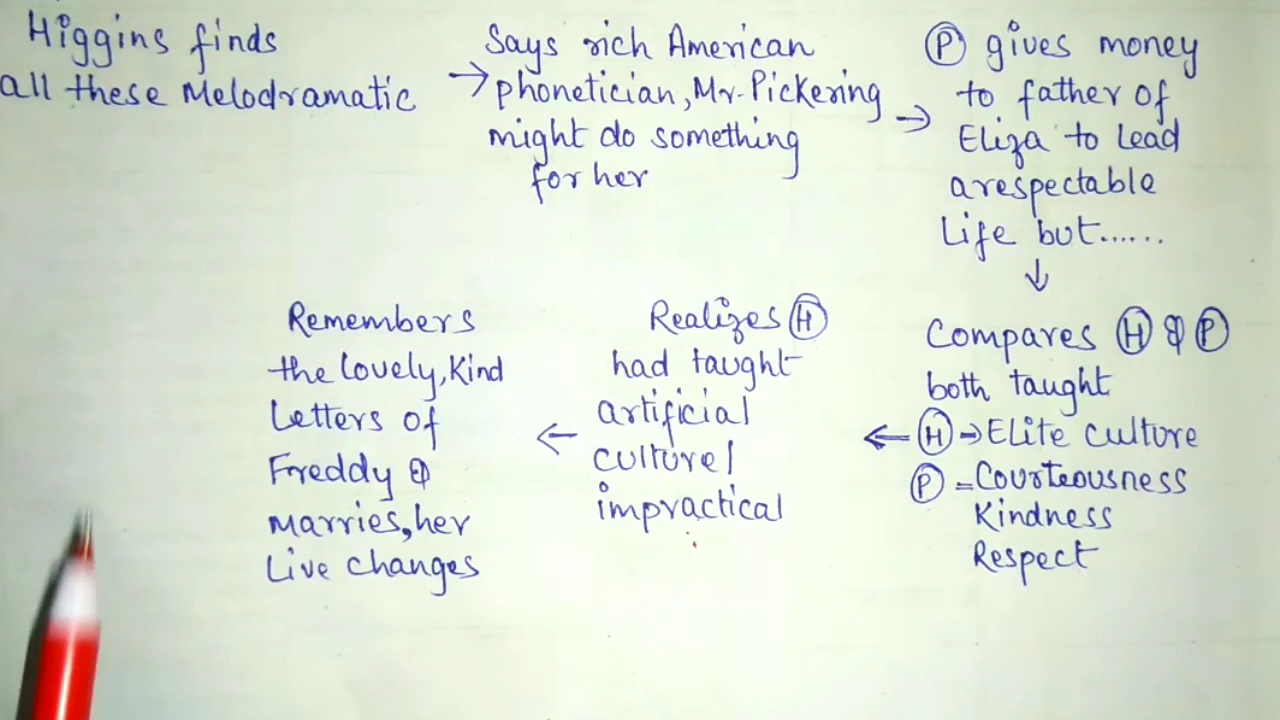 Higgins finds
all these Melodramatic
→ Says rich American
phonetician, Mr. Pickering
might do something
for her
→ Ⓟ gives money
to father of
Eliza to Lead
a respectable
Life but......
↓
Compares Ⓗ & Ⓟ
both taught
Ⓗ → Elite culture
Ⓟ = Courteousness
Kindness
Respect
←
Realizes Ⓗ
had taught
artificial
culture/
impractical
←
Remembers
the lovely, Kind
Letters of
Freddy &
marries, her
Live changes